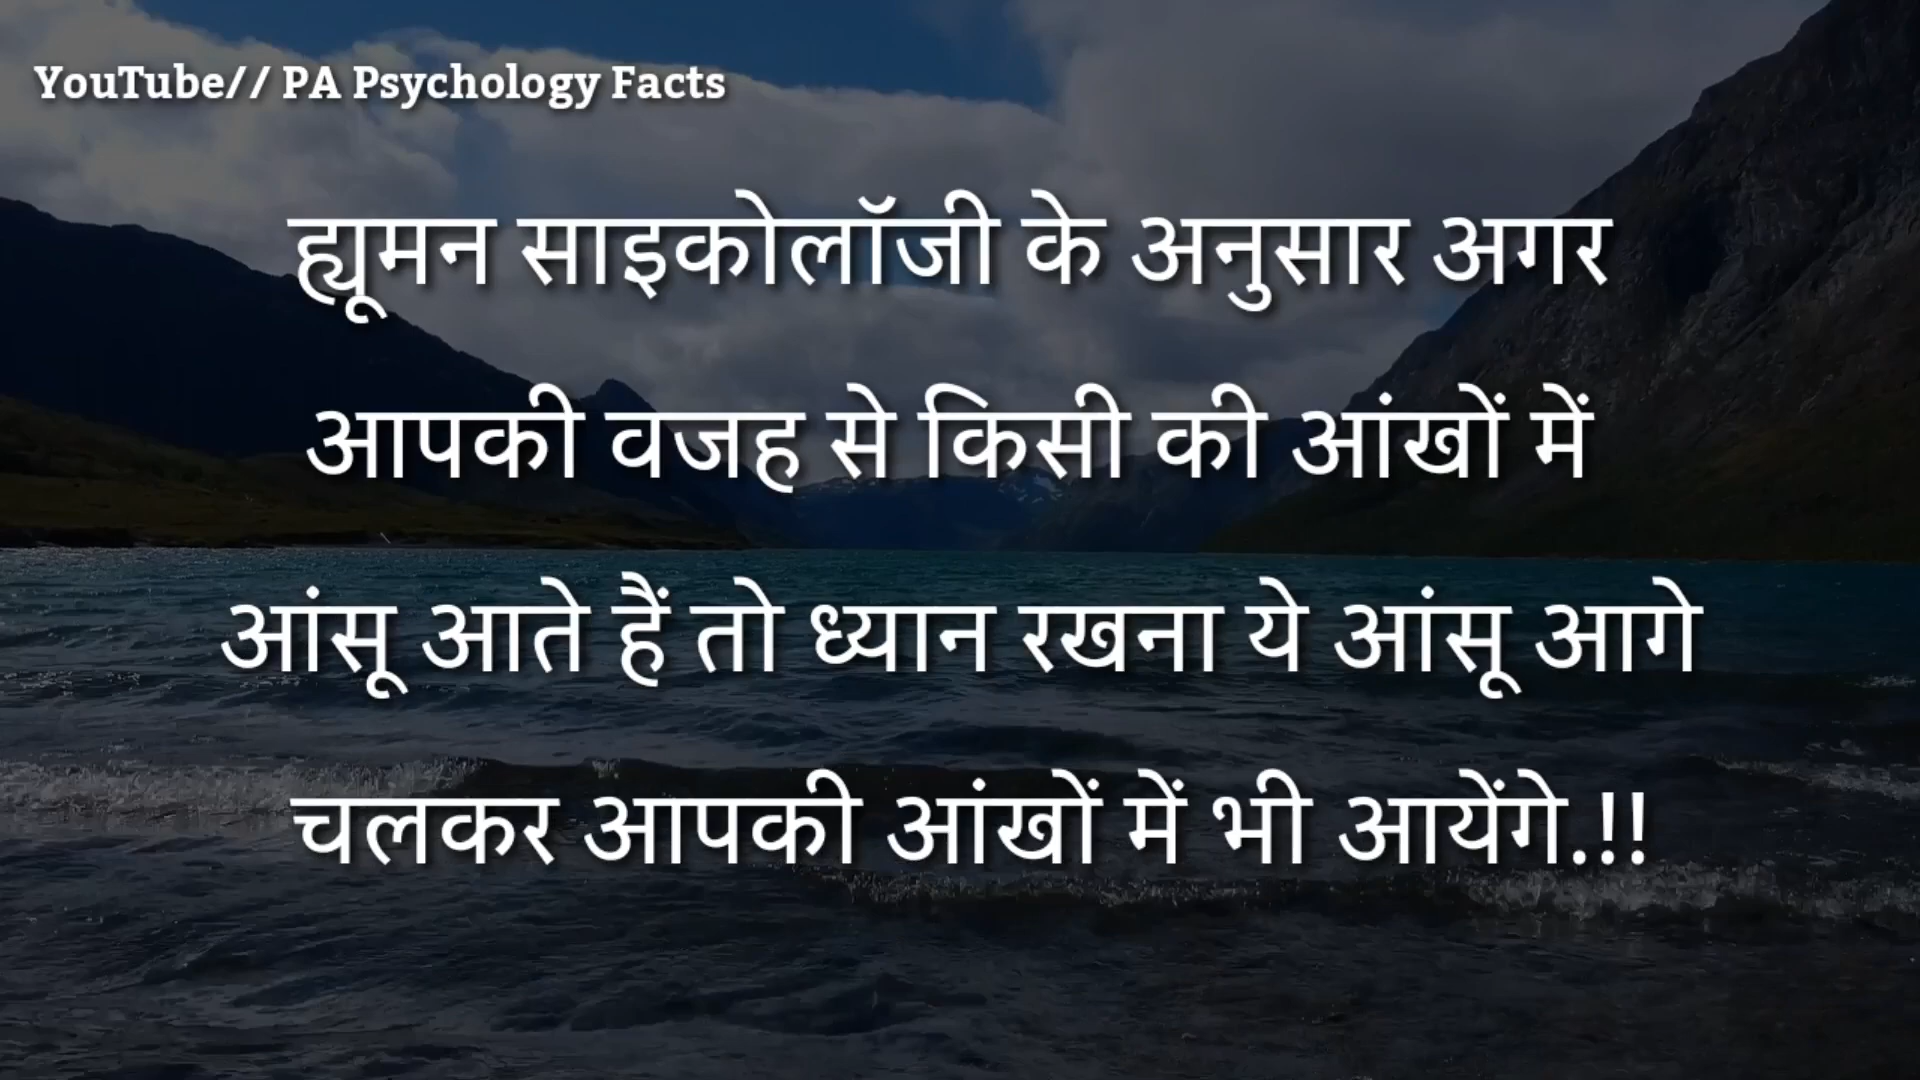 YouTube// PA Psychology Facts
ह्यूमन साइकोलॉजी के अनुसार अगर
आपकी वजह से किसी की आंखों में
आंसू आते हैं तो ध्यान रखना ये आंसू आगे
चलकर आपकी आंखों में भी आयेंगे.!!